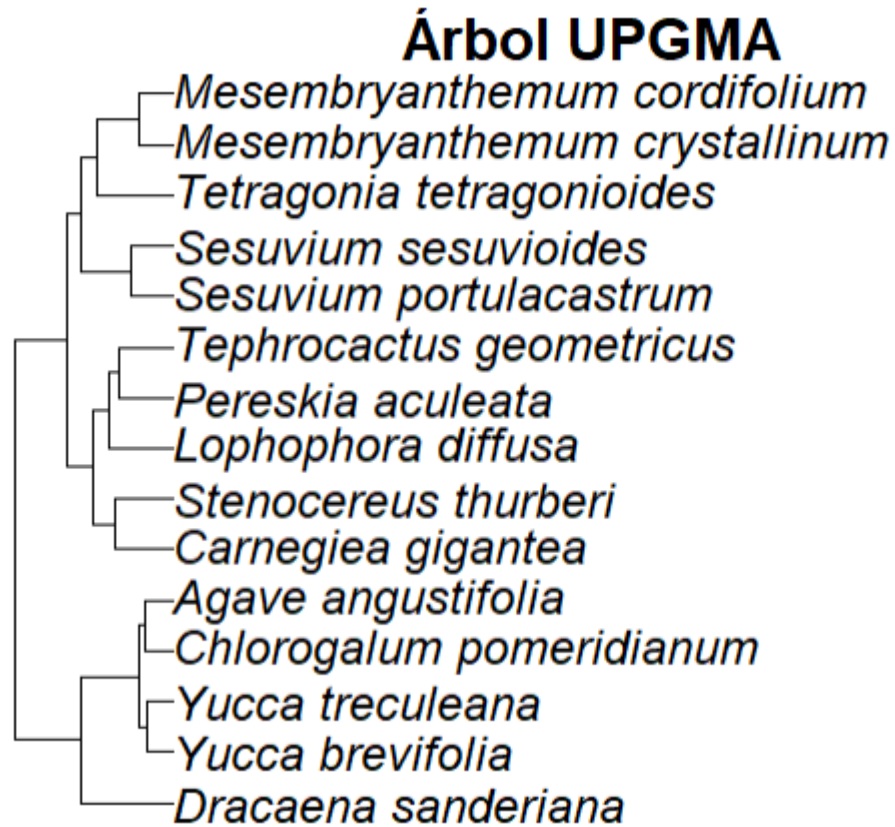 Árbol UPGMA
Mesembryanthemum cordifolium
Mesembryanthemum crystallinum
Tetragonia tetragonioides
Sesuvium sesuvioides
Sesuvium portulacastrum
Tephrocactus geometricus
Pereskia aculeata
Lophophora diffusa
Stenocereus thurberi
Carnegiea gigantea
Agave angustifolia
Chlorogalum pomeridianum
Yucca treculeana
Yucca brevifolia
Dracaena sanderiana